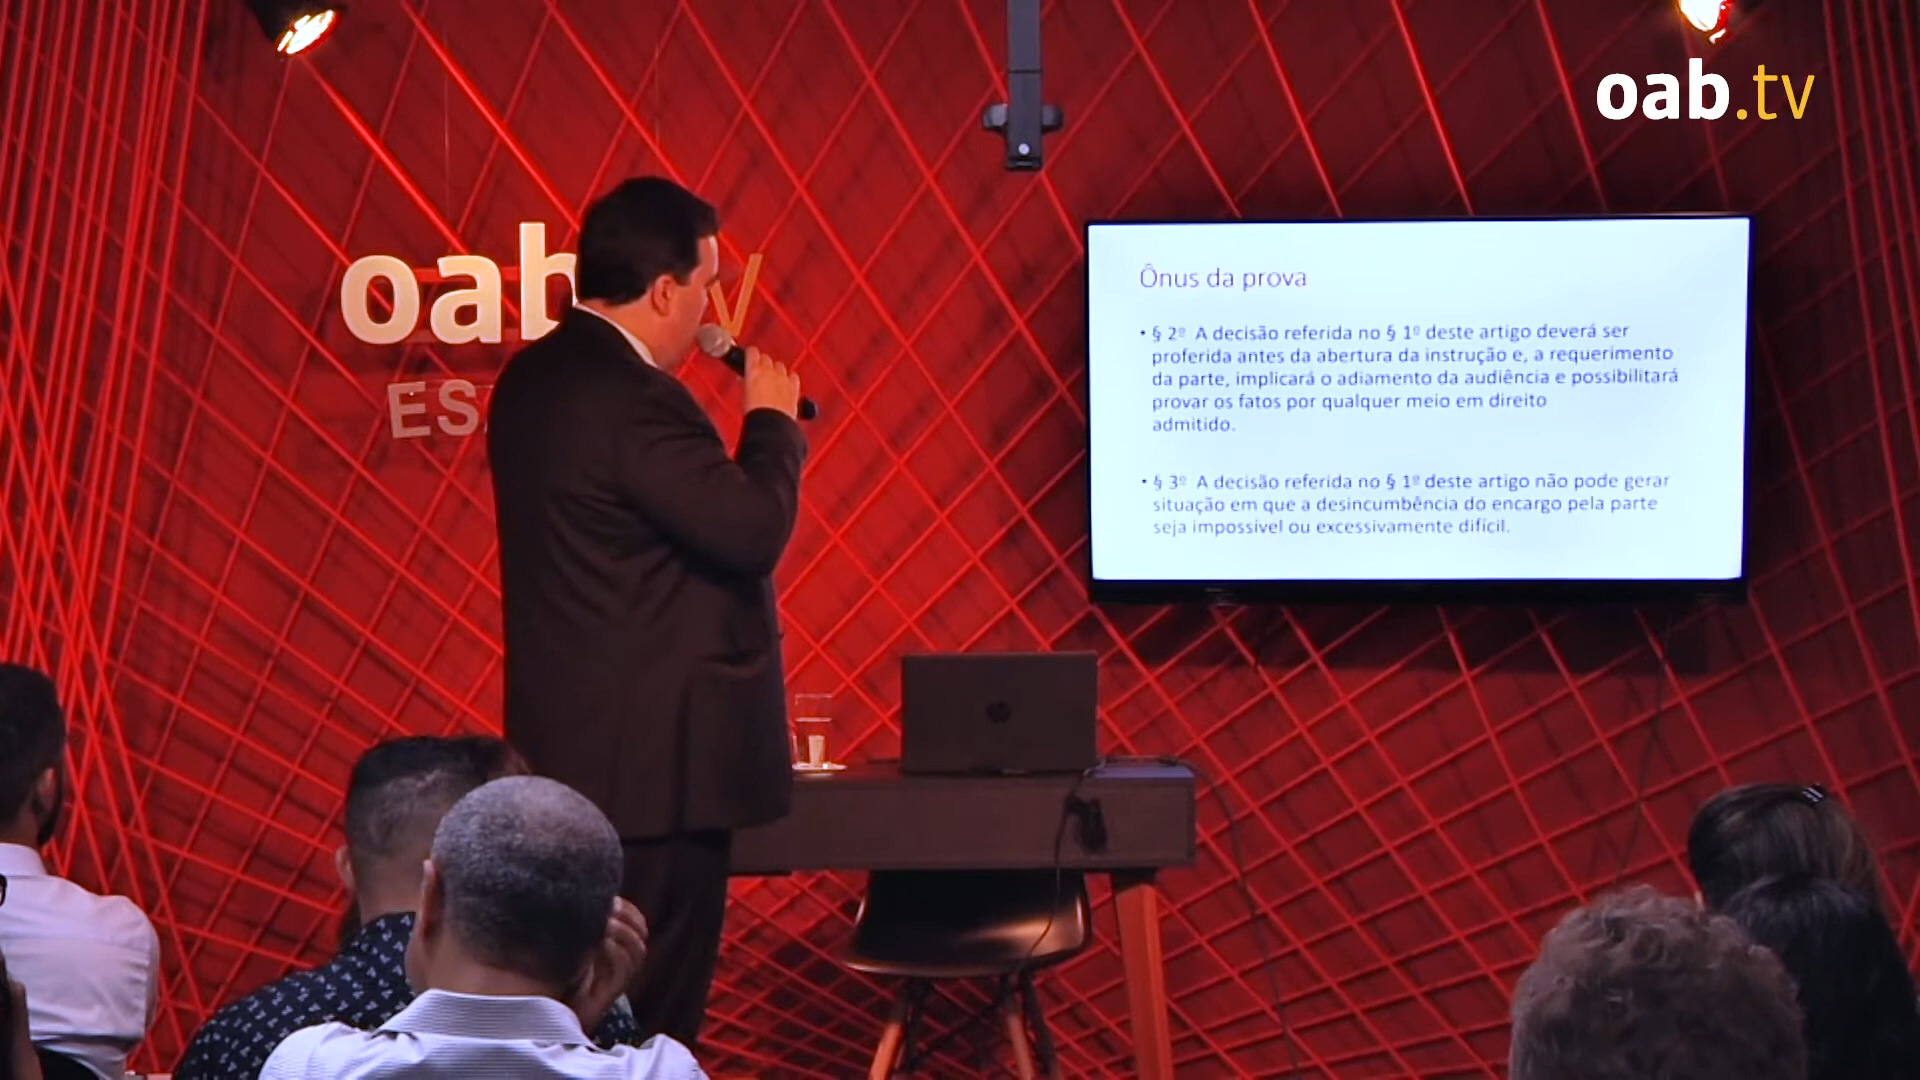 oab.tv
oab v
ES
Ônus da prova
• § 2º A decisão referida no § 1º deste artigo deverá ser
proferida antes da abertura da instrução e, a requerimento
da parte, implicará o adiamento da audiência e possibilitará
provar os fatos por qualquer meio em direito
admitido.
• § 3º A decisão referida no § 1º deste artigo não pode gerar
situação em que a desincumbência do encargo pela parte
seja impossível ou excessivamente difícil.